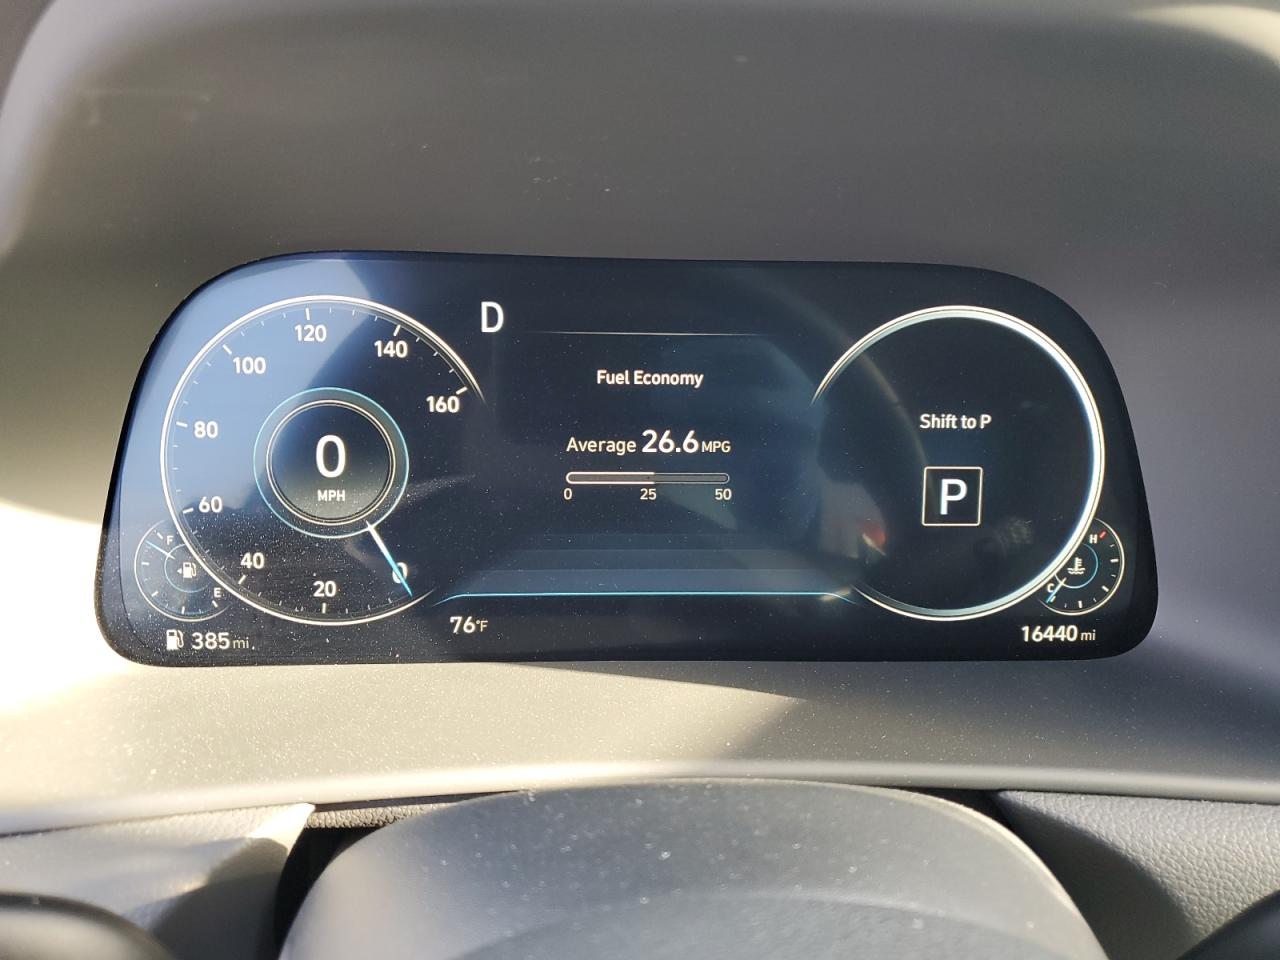 D
120
100
140
160
80
60
40
20
0
0
MPH
F
E
385 mi
76°F
Fuel Economy
Average 26.6 MPG
0 25 50
Shift to P
P
H
C
16440 mi